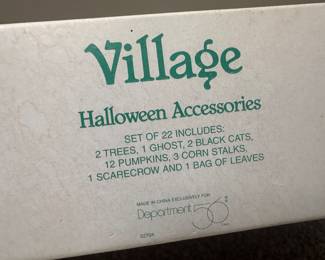 Village
Halloween Accessories
SET OF 22 INCLUDES:
2 TREES, 1 GHOST, 2 BLACK CATS,
12 PUMPKINS, 3 CORN STALKS,
1 SCARECROW AND 1 BAG OF LEAVES
MADE IN CHINA EXCLUSIVELY FOR
Department 56